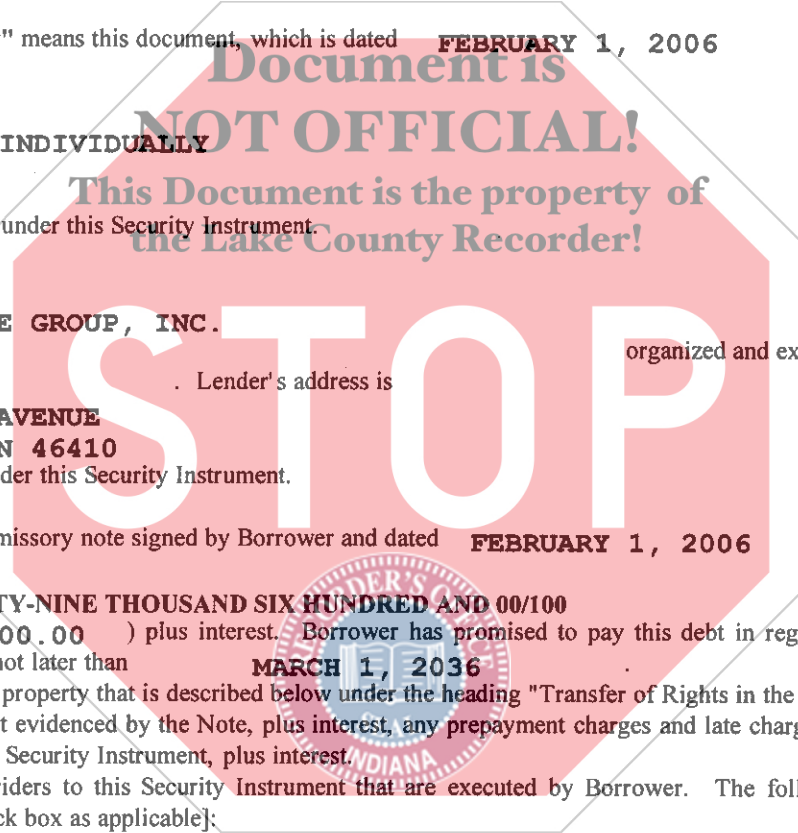 " means this document, which is dated FEBRUARY 1, 2006
Document is
NOT OFFICIAL!
INDIVIDUALLY
This Document is the property of
under this Security Instrument.
the Lake County Recorder!
E GROUP, INC.
organized and ex
. Lender's address is
AVENUE
N 46410
der this Security Instrument.
STOP
missory note signed by Borrower and dated FEBRUARY 1, 2006
TY-NINE THOUSAND SIX HUNDRED AND 00/100
00.00 ) plus interest. Borrower has promised to pay this debt in reg
not later than MARCH 1, 2036 .
property that is described below under the heading "Transfer of Rights in the
t evidenced by the Note, plus interest, any prepayment charges and late charg
Security Instrument, plus interest.
INDIANA
iders to this Security Instrument that are executed by Borrower. The foll
ck box as applicable]: